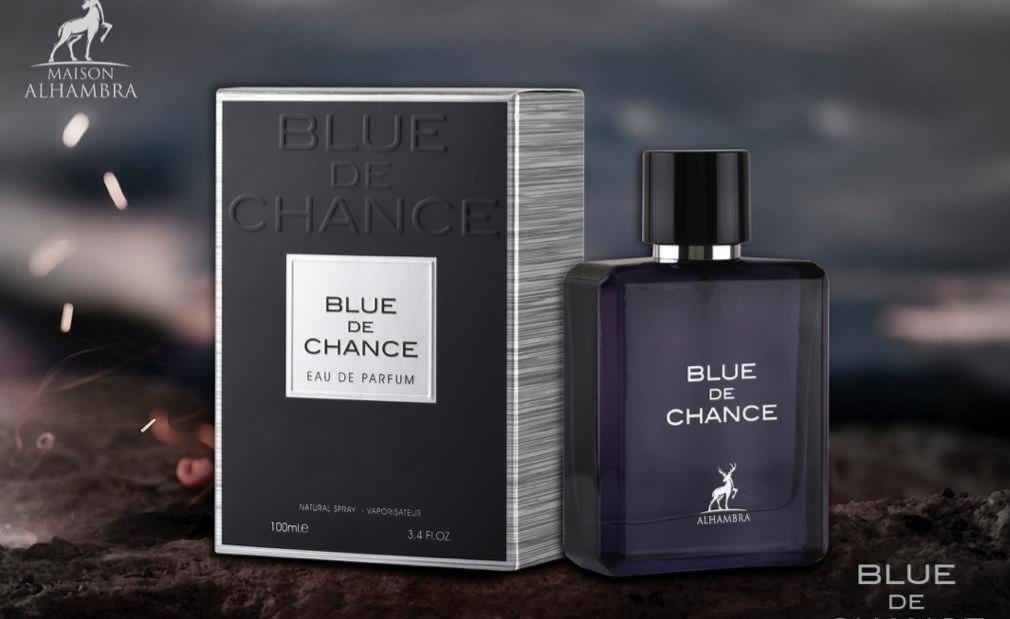 MAISON
ALHAMBRA
BLUE
DE
CHANCE
BLUE
DE
CHANCE
EAU DE PARFUM
NATURAL SPRAY - VAPORISATEUR
100ml℮
3.4 Fl.OZ
BLUE
DE
CHANCE
ALHAMBRA
BLUE
DE
CHANCE